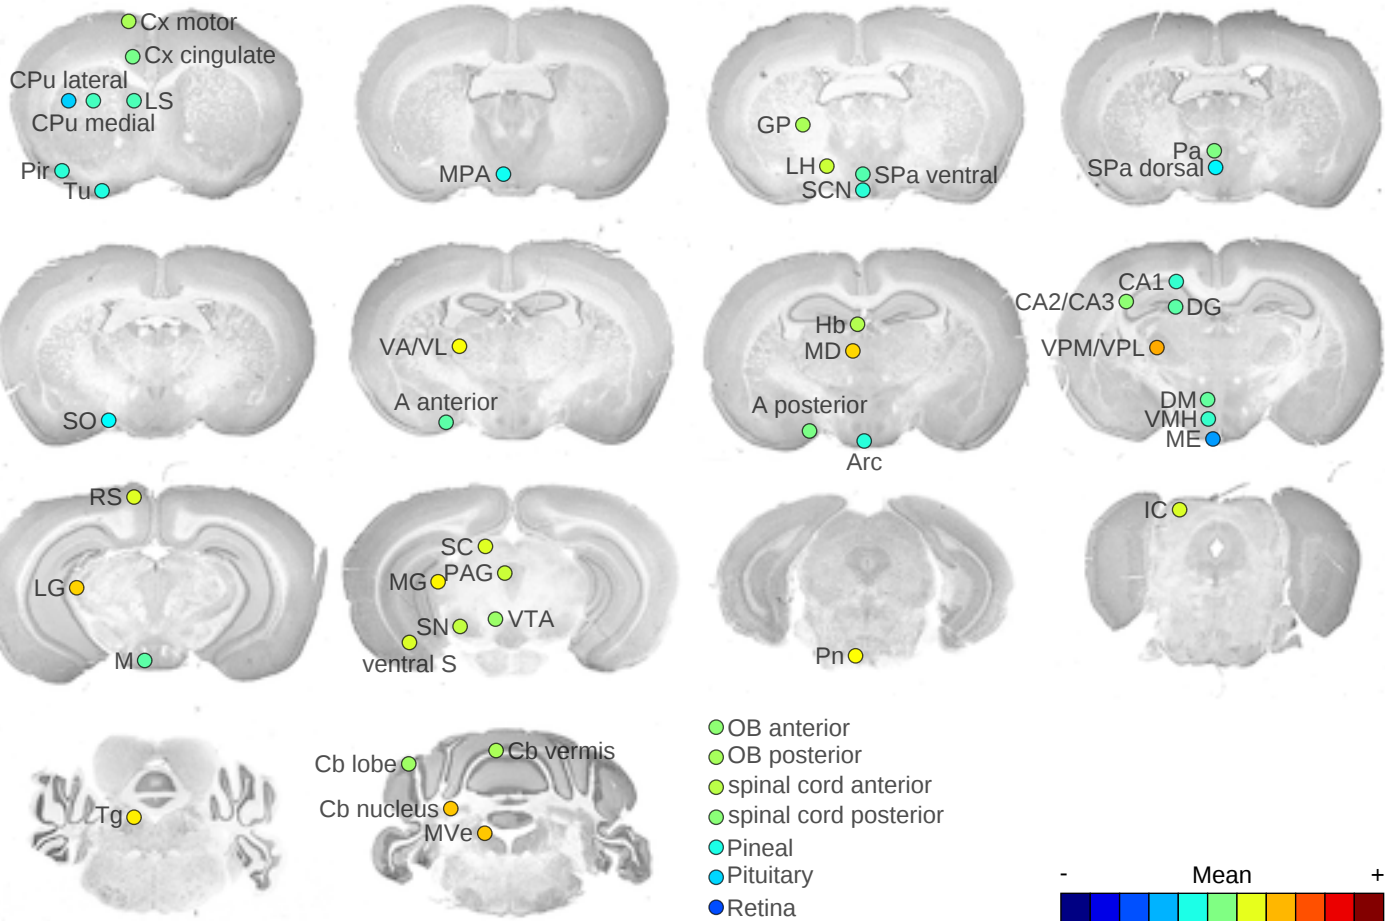 Cx motor
Cx cingulate
CPu lateral
LS
CPu medial
Pir
Tu
MPA
GP
LH
SPa ventral
SCN
Pa
SPa dorsal
SO
VA/VL
A anterior
Hb
MD
A posterior
Arc
CA1
CA2/CA3
DG
VPM/VPL
DM
VMH
ME
RS
LG
M
SC
PAG
MG
VTA
SN
ventral S
Pn
IC
Tg
Cb vermis
Cb lobe
Cb nucleus
MVe
OB anterior
OB posterior
spinal cord anterior
spinal cord posterior
Pineal
Pituitary
Retina
- Mean +